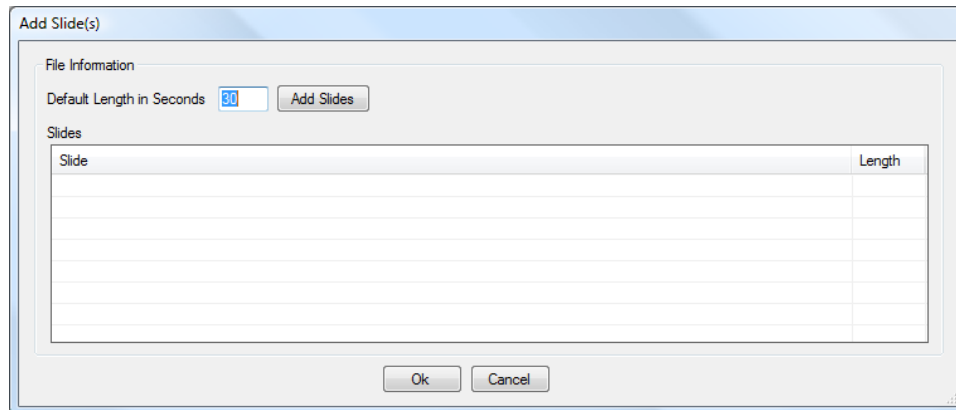 Add Slide(s)
File Information
Default Length in Seconds 30 Add Slides
Slides
Slide Length
Ok Cancel